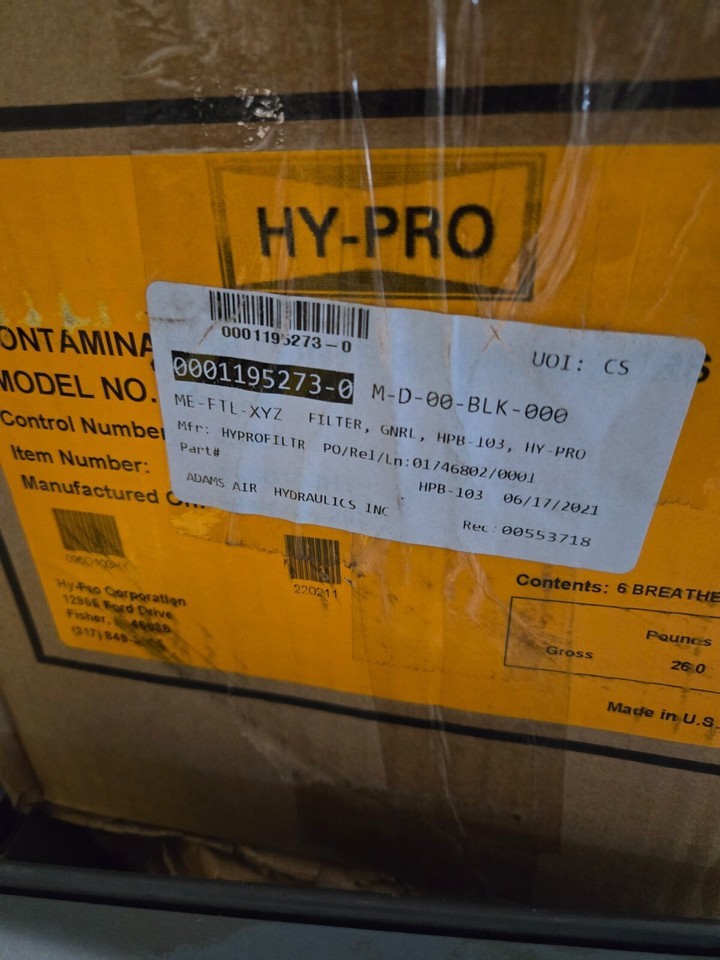 HY-PRO
0001195273-0
UOI: CS
0001195273-0 M-D-00-BLK-000
ME-FTL-XYZ FILTER, GNRL, HPB-103, HY-PRO
Mfr: HYPROFILTR PO/Rel/Ln:01746802/0001
Part# HPB-103 06/17/2021
ADAMS AIR HYDRAULICS INC
Rec:00553718
ONTAMINA
S
MODEL NO.
Control Number
Item Number:
Manufactured On:
220211
Hy-Pro Corporation
12955 Ford Drive
Fisher,
(317) 849-
Contents: 6 BREATHE
Pounds
Gross 26.0
Made in U.S.